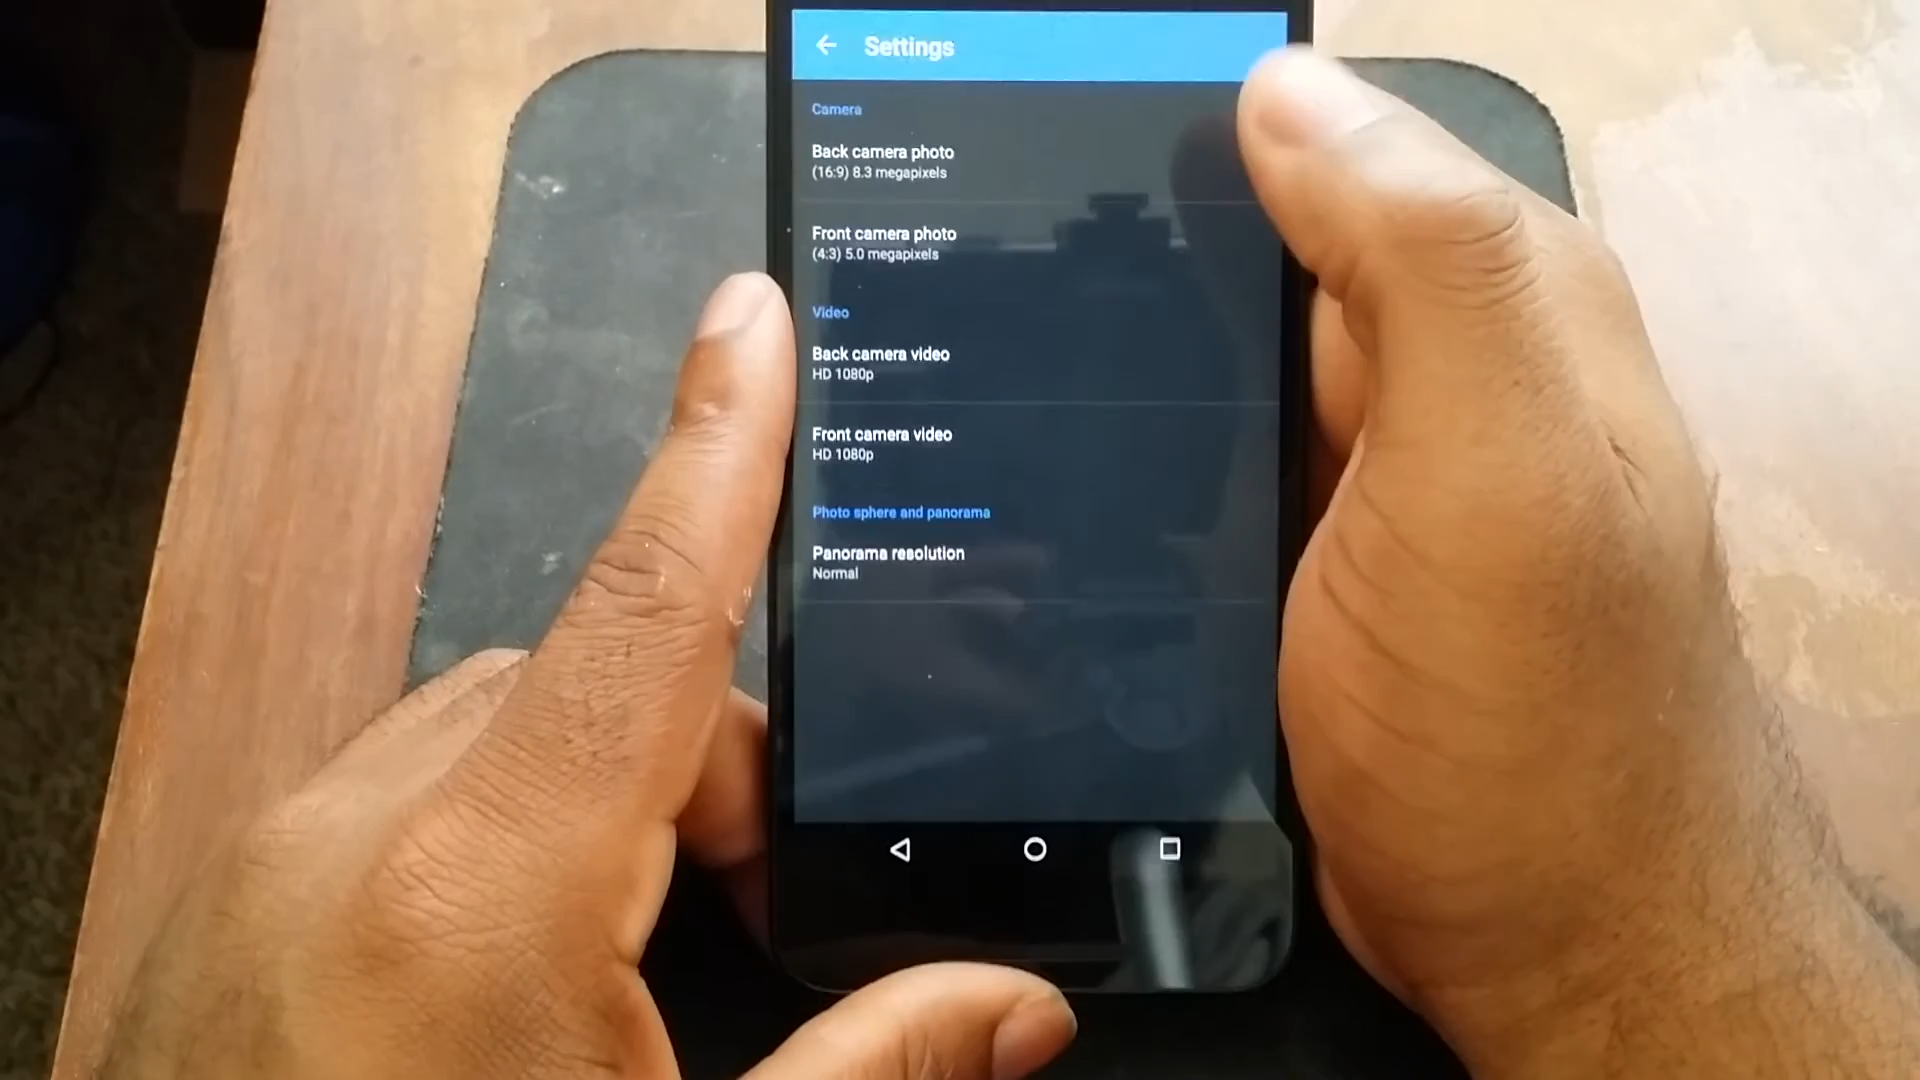 Settings
Camera
Back camera photo
(16:9) 8.3 megapixels
Front camera photo
(4:3) 5.0 megapixels
Video
Back camera video
HD 1080p
Front camera video
HD 1080p
Photo sphere and panorama
Panorama resolution
Normal